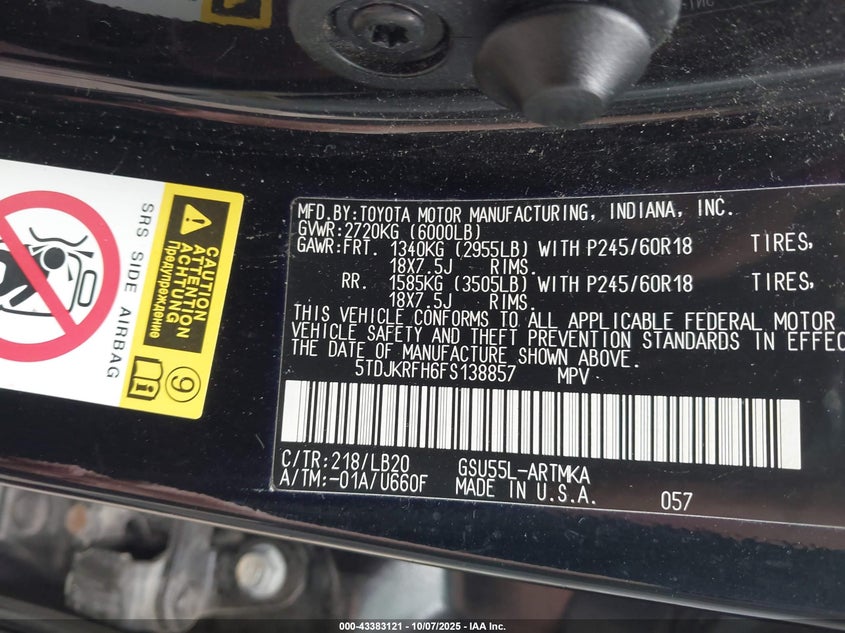 MFD.BY:TOYOTA MOTOR MANUFACTURING, INDIANA, INC.
GVWR:2720KG (6000LB)
GAWR:FRT. 1340KG (2955LB) WITH P245/60R18 TIRES,
18X7.5J RIMS.
RR. 1585KG (3505LB) WITH P245/60R18 TIRES,
18X7.5J RIMS.
THIS VEHICLE CONFORMS TO ALL APPLICABLE FEDERAL MOTOR
VEHICLE SAFETY AND THEFT PREVENTION STANDARDS IN EFFEC
THE DATE OF MANUFACTURE SHOWN ABOVE.
5TDJKRFH6FS138857 MPV
C/TR:218/LB20 GSU55L-ARTMKA
A/TM:-01A/U660F MADE IN U.S.A. 057
SRS SIDE AIRBAG
CAUTION
ATTENTION
ACHTUNG
Предупреждение
9
000-43383121 - 10/07/2025 - IAA Inc.